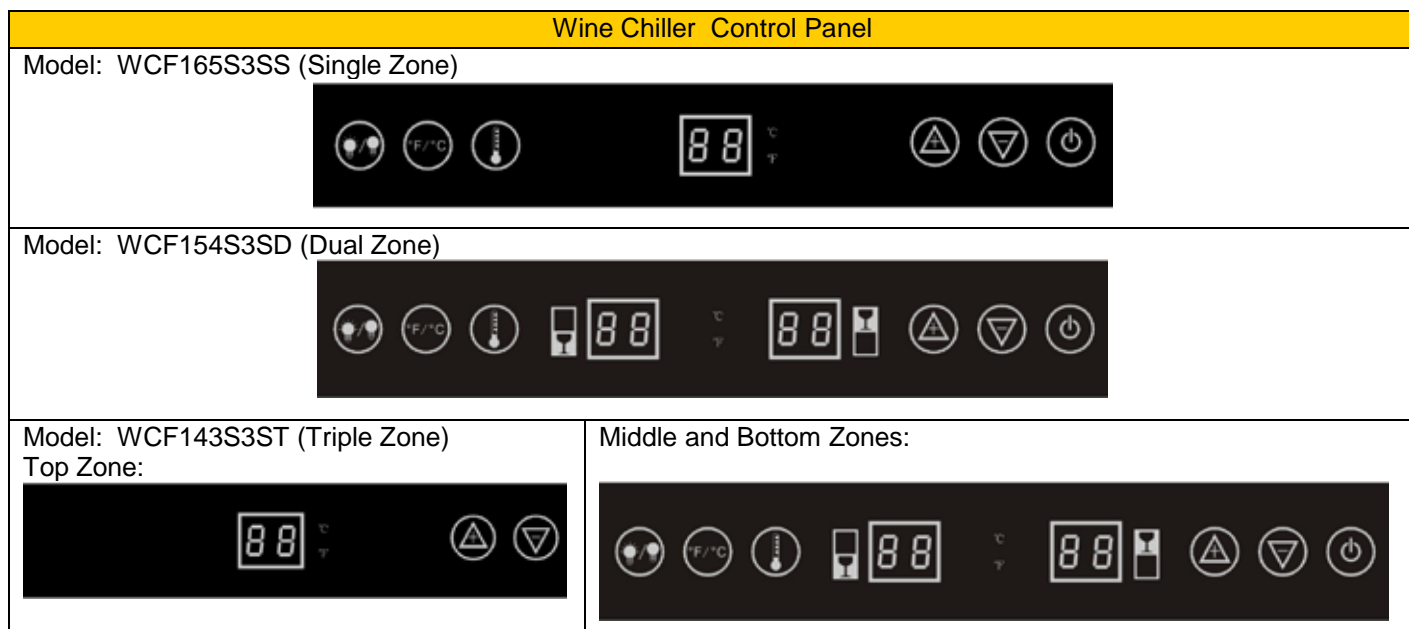 Wine Chiller Control Panel
Model: WCF165S3SS (Single Zone)
°F/°C 88 °C
°F
Model: WCF154S3SD (Dual Zone)
°F/°C 88 °C 88
°F
Model: WCF143S3ST (Triple Zone)
Top Zone:
88 °C
°F
Middle and Bottom Zones:
°F/°C 88 °C 88
°F